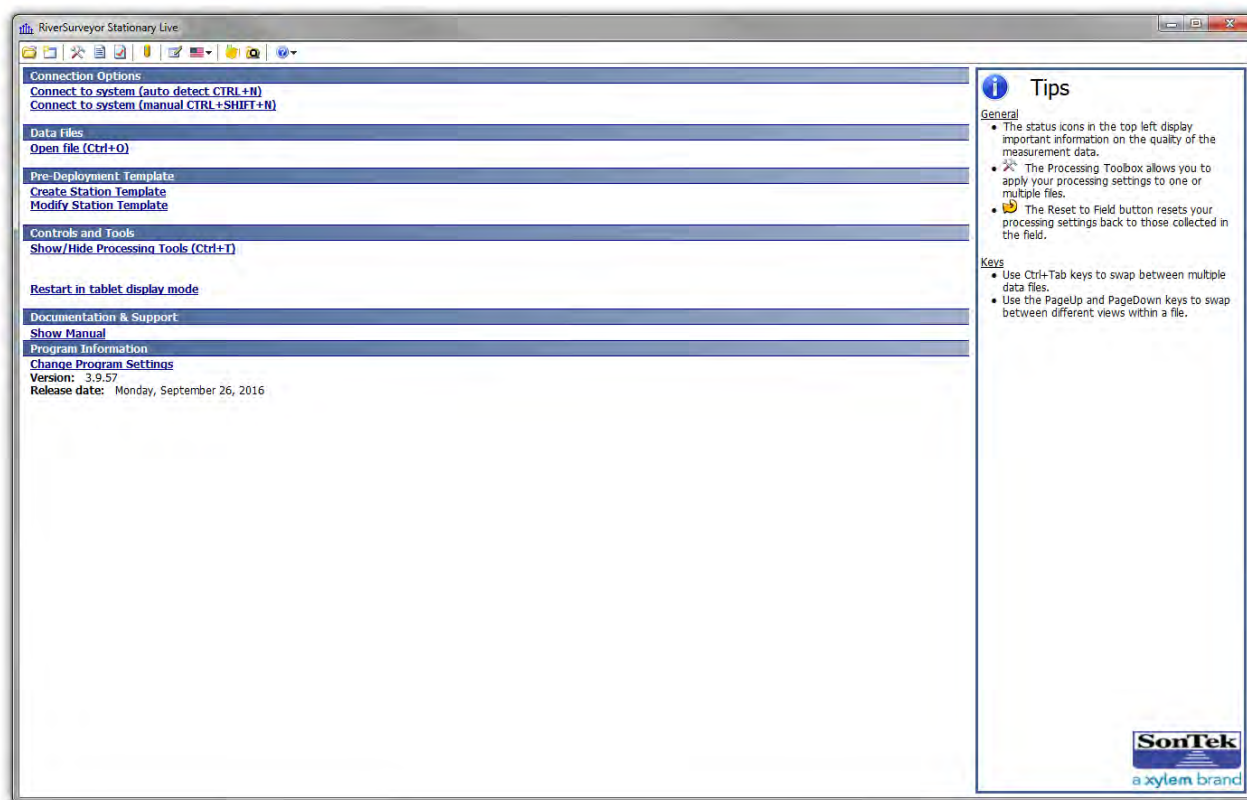 RiverSurveyor Stationary Live
Connection Options
Connect to system (auto detect CTRL+N)
Connect to system (manual CTRL+SHIFT+N)
Data Files
Open file (Ctrl+O)
Pre-Deployment Template
Create Station Template
Modify Station Template
Controls and Tools
Show/Hide Processing Tools (Ctrl+T)
Restart in tablet display mode
Documentation & Support
Show Manual
Program Information
Change Program Settings
Version: 3.9.57
Release date: Monday, September 26, 2016
Tips
General
• The status icons in the top left display
important information on the quality of the
measurement data.
• The Processing Toolbox allows you to
apply your processing settings to one or
multiple files.
• The Reset to Field button resets your
processing settings back to those collected in
the field.
Keys
• Use Ctrl+Tab keys to swap between multiple
data files.
• Use the PageUp and PageDown keys to swap
between different views within a file.
SonTek
a xylem brand